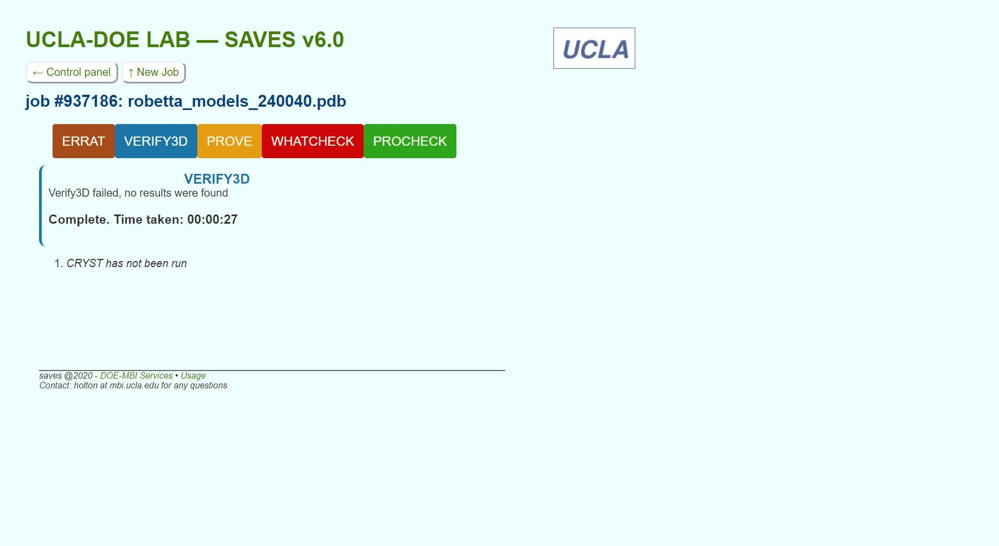 UCLA-DOE LAB — SAVES v6.0
UCLA
← Control panel
↑ New Job
job #937186: robetta_models_240040.pdb
ERRAT VERIFY3D PROVE WHATCHECK PROCHECK
VERIFY3D
Verify3D failed, no results were found
Complete. Time taken: 00:00:27
1. CRYST has not been run
saves @2020 - DOE-MBI Services • Usage
Contact: holton at mbi.ucla.edu for any questions